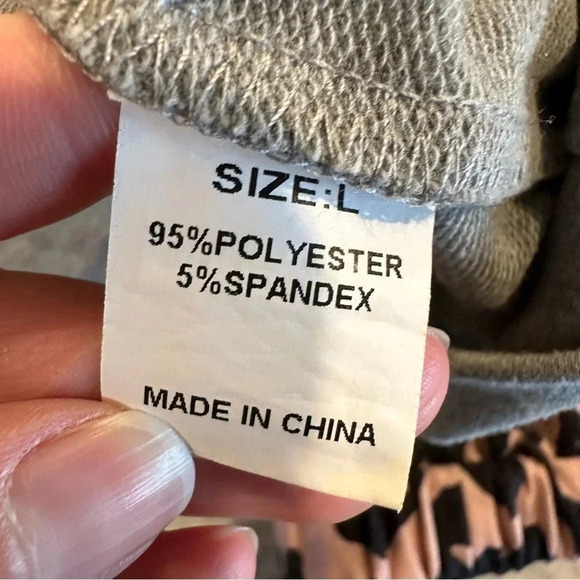 SIZE:L
95%POLYESTER
5%SPANDEX
MADE IN CHINA